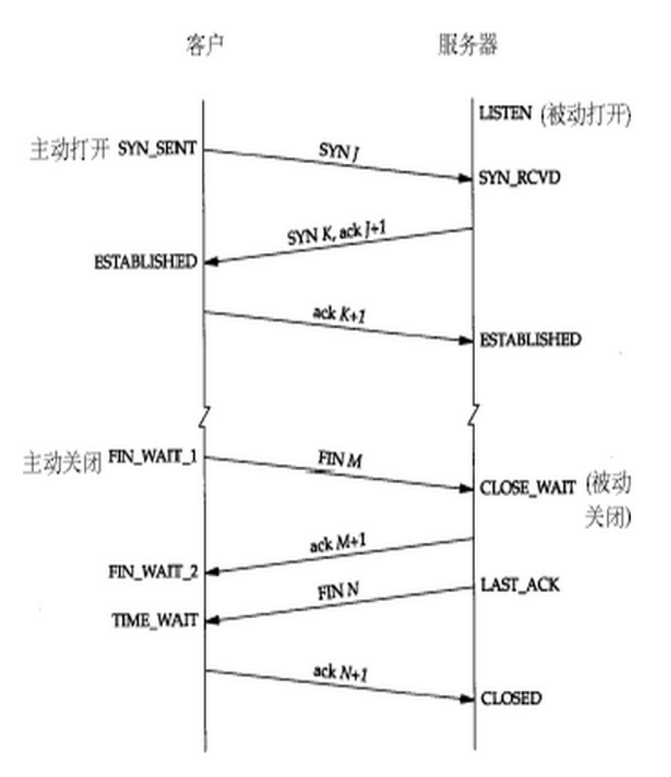 客户 服务器
LISTEN (被动打开)
主动打开 SYN_SENT
SYN J
SYN_RCVD
SYN K, ack J+1
ESTABLISHED
ack K+1
ESTABLISHED
主动关闭 FIN_WAIT_1
FIN M
CLOSE_WAIT (被动
关闭)
ack M+1
FIN_WAIT_2
FIN N
LAST_ACK
TIME_WAIT
ack N+1
CLOSED